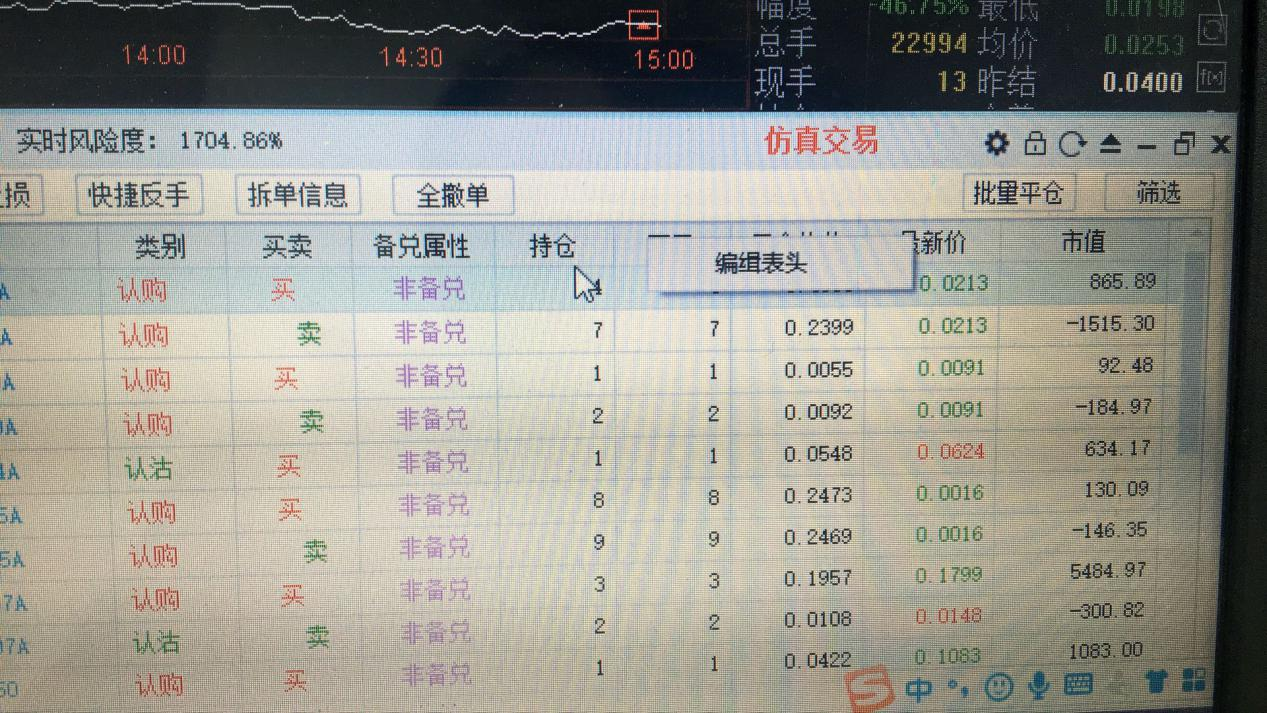 幅度 -46.75% 最低 0.0198
14:00 14:30 15:00 总手 22994 均价 0.0253
现手 13 昨结 0.0400
实时风险度: 1704.86% 仿真交易
损 快捷反手 拆单信息 全撤单 批量平仓 筛选
类别 买卖 备兑属性 持仓 新价 市值
编缉表头
A 认购 买 非备兑 4 0.0213 865.89
A 认购 卖 非备兑 7 7 0.2399 0.0213 -1515.30
A 认购 买 非备兑 1 1 0.0055 0.0091 92.48
A 认购 卖 非备兑 2 2 0.0092 0.0091 -184.97
A 认沽 买 非备兑 1 1 0.0548 0.0624 634.17
5A 认购 买 非备兑 8 8 0.2473 0.0016 130.09
5A 认购 卖 非备兑 9 9 0.2469 0.0016 -146.35
7A 认购 买 非备兑 3 3 0.1957 0.1799 5484.97
7A 认沽 卖 非备兑 2 2 0.0108 0.0148 -300.82
50 认购 买 非备兑 1 1 0.0422 0.1083 1083.00
S 中